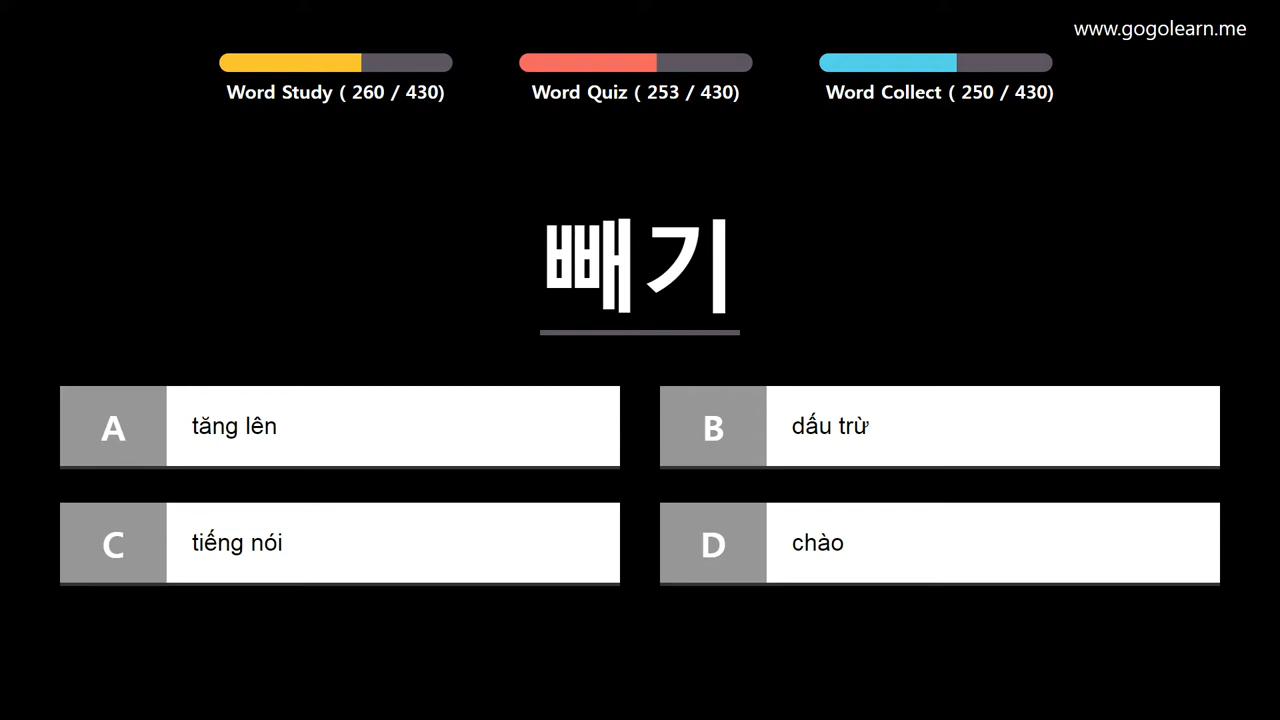 www.gogolearn.me
Word Study ( 260 / 430)
Word Quiz ( 253 / 430)
Word Collect ( 250 / 430)
빼기
A tăng lên
B dấu trừ
C tiếng nói
D chào